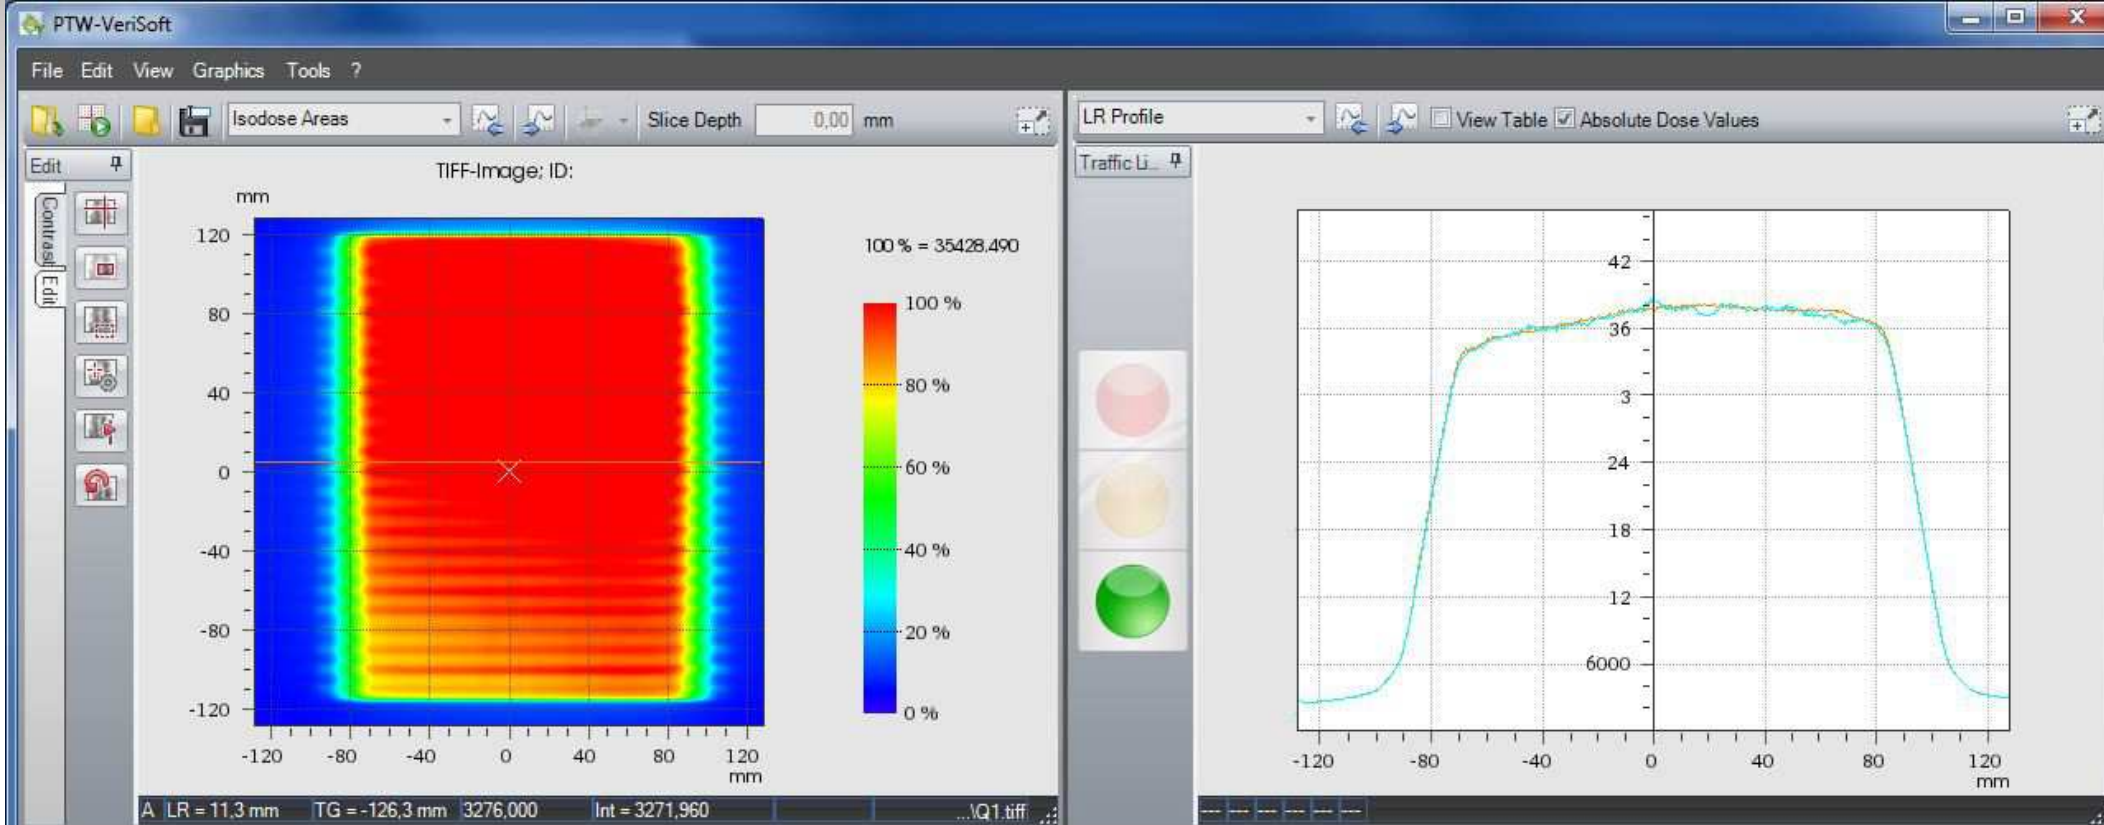 PTW-VeriSoft
File Edit View Graphics Tools ?
Isodose Areas
Slice Depth 0,00 mm
LR Profile
View Table
Absolute Dose Values
Edit
Contrast
Edit
TIFF-Image; ID:
mm
120
80
40
0
-40
-80
-120
-120 -80 -40 0 40 80 120
mm
100 % = 35428,490
100 %
80 %
60 %
40 %
20 %
0 %
A LR = 11,3 mm TG = -126,3 mm 3276,000 Int = 3271,960 ...\Q1.tiff
Traffic Li...
42
36
3
24
18
12
6000
-120 -80 -40 0 40 80 120
mm
--- --- --- --- --- ---